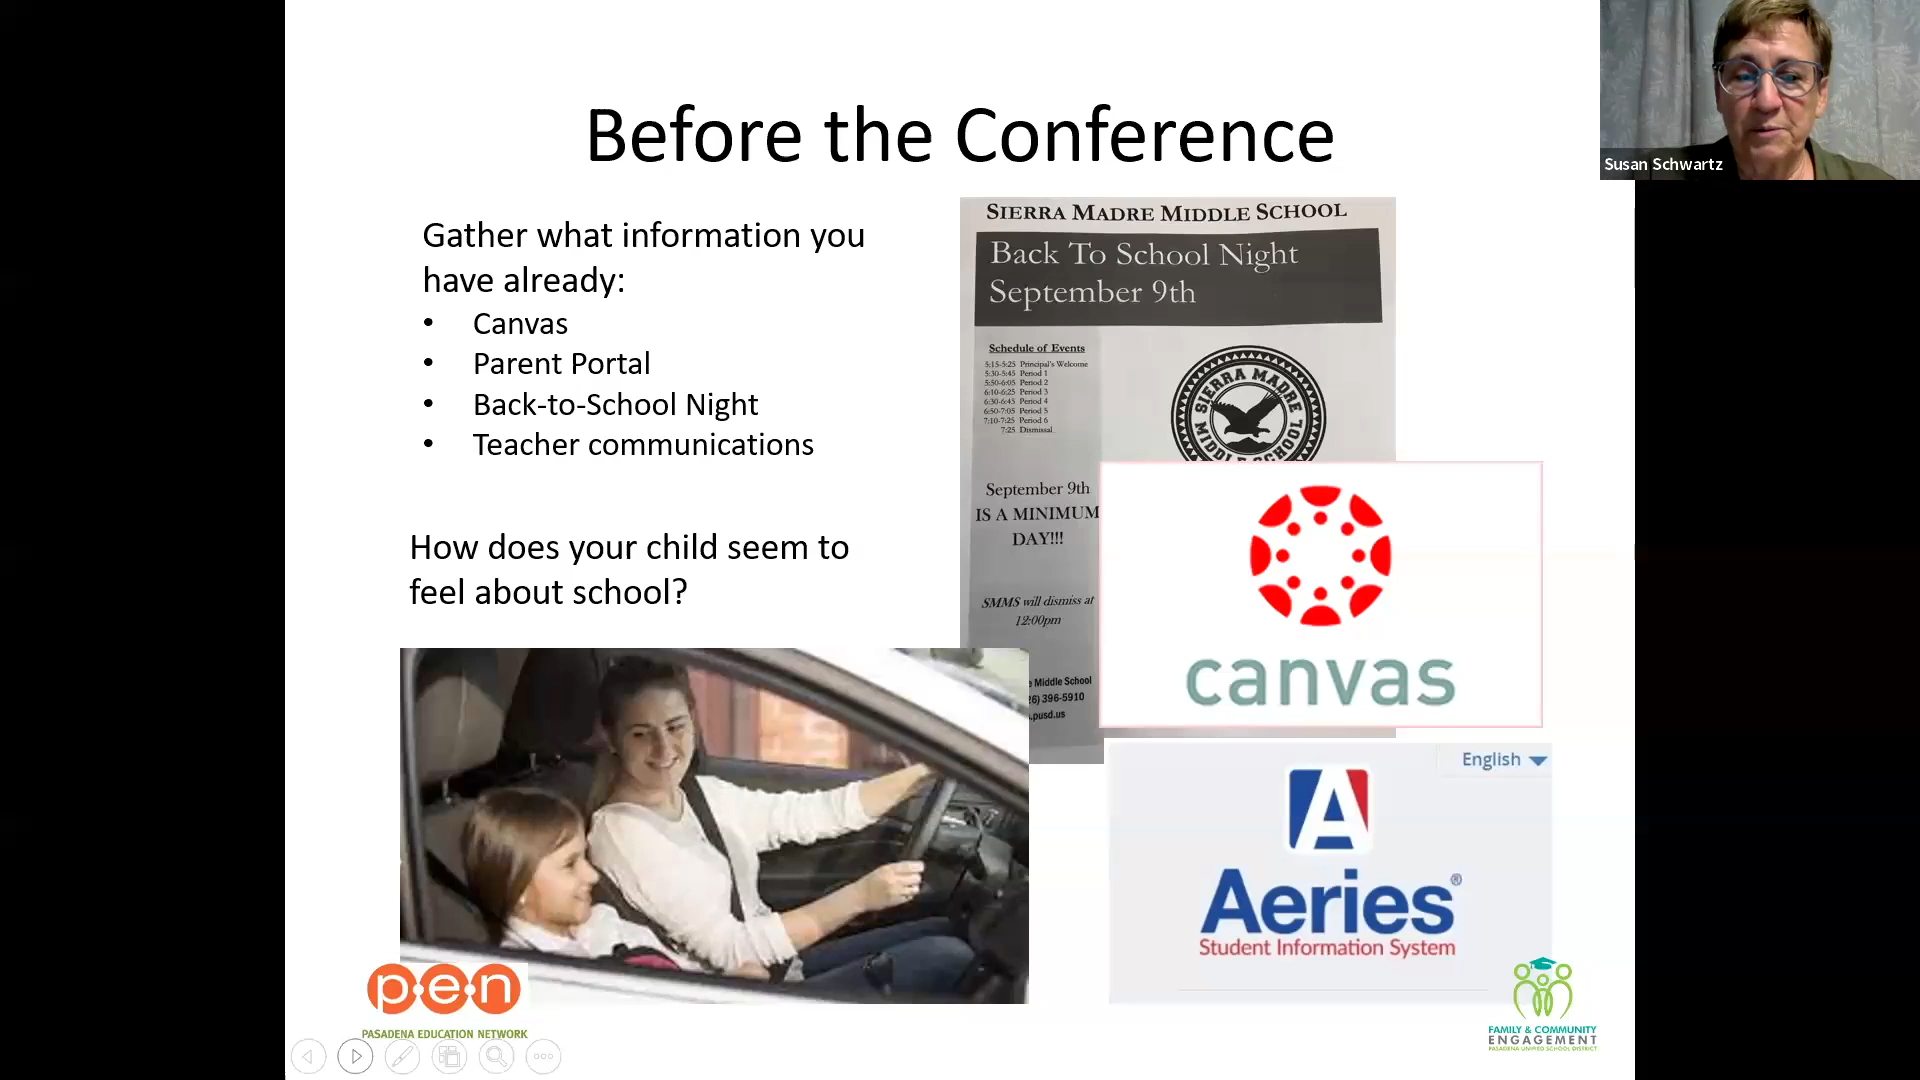 Before the Conference
Susan Schwartz
Gather what information you
have already:
• Canvas
• Parent Portal
• Back-to-School Night
• Teacher communications
How does your child seem to
feel about school?
SIERRA MADRE MIDDLE SCHOOL
Back To School Night
September 9th
Schedule of Events
5:15-5:25 Principal's Welcome
5:30-5:45 Period 1
5:50-6:05 Period 2
6:10-6:25 Period 3
6:30-6:45 Period 4
6:50-7:05 Period 5
7:10-7:25 Period 6
7:25 Dismissal
SIERRA MADRE
MIDDLE SCHOOL
September 9th
IS A MINIMUM
DAY!!!
SMMS will dismiss at
12:00pm
e Middle School
26) 396-5910
.pusd.us
canvas
English
A
Aeries®
Student Information System
p·e·n
PASADENA EDUCATION NETWORK
FAMILY & COMMUNITY
ENGAGEMENT
PASADENA UNIFIED SCHOOL DISTRICT